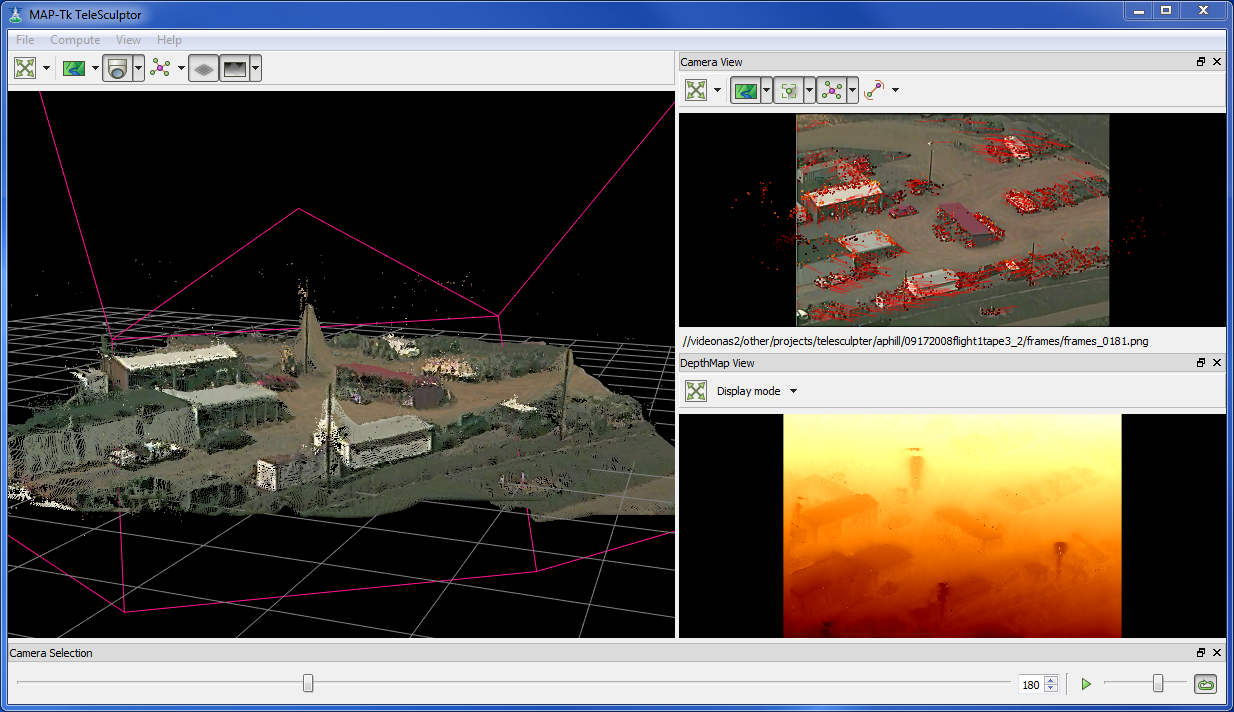 MAP-Tk TeleSculptor
File Compute View Help
Camera View
//videonas2/other/projects/telesculpter/aphill/09172008flight1tape3_2/frames/frames_0181.png
DepthMap View
Display mode
Camera Selection
180